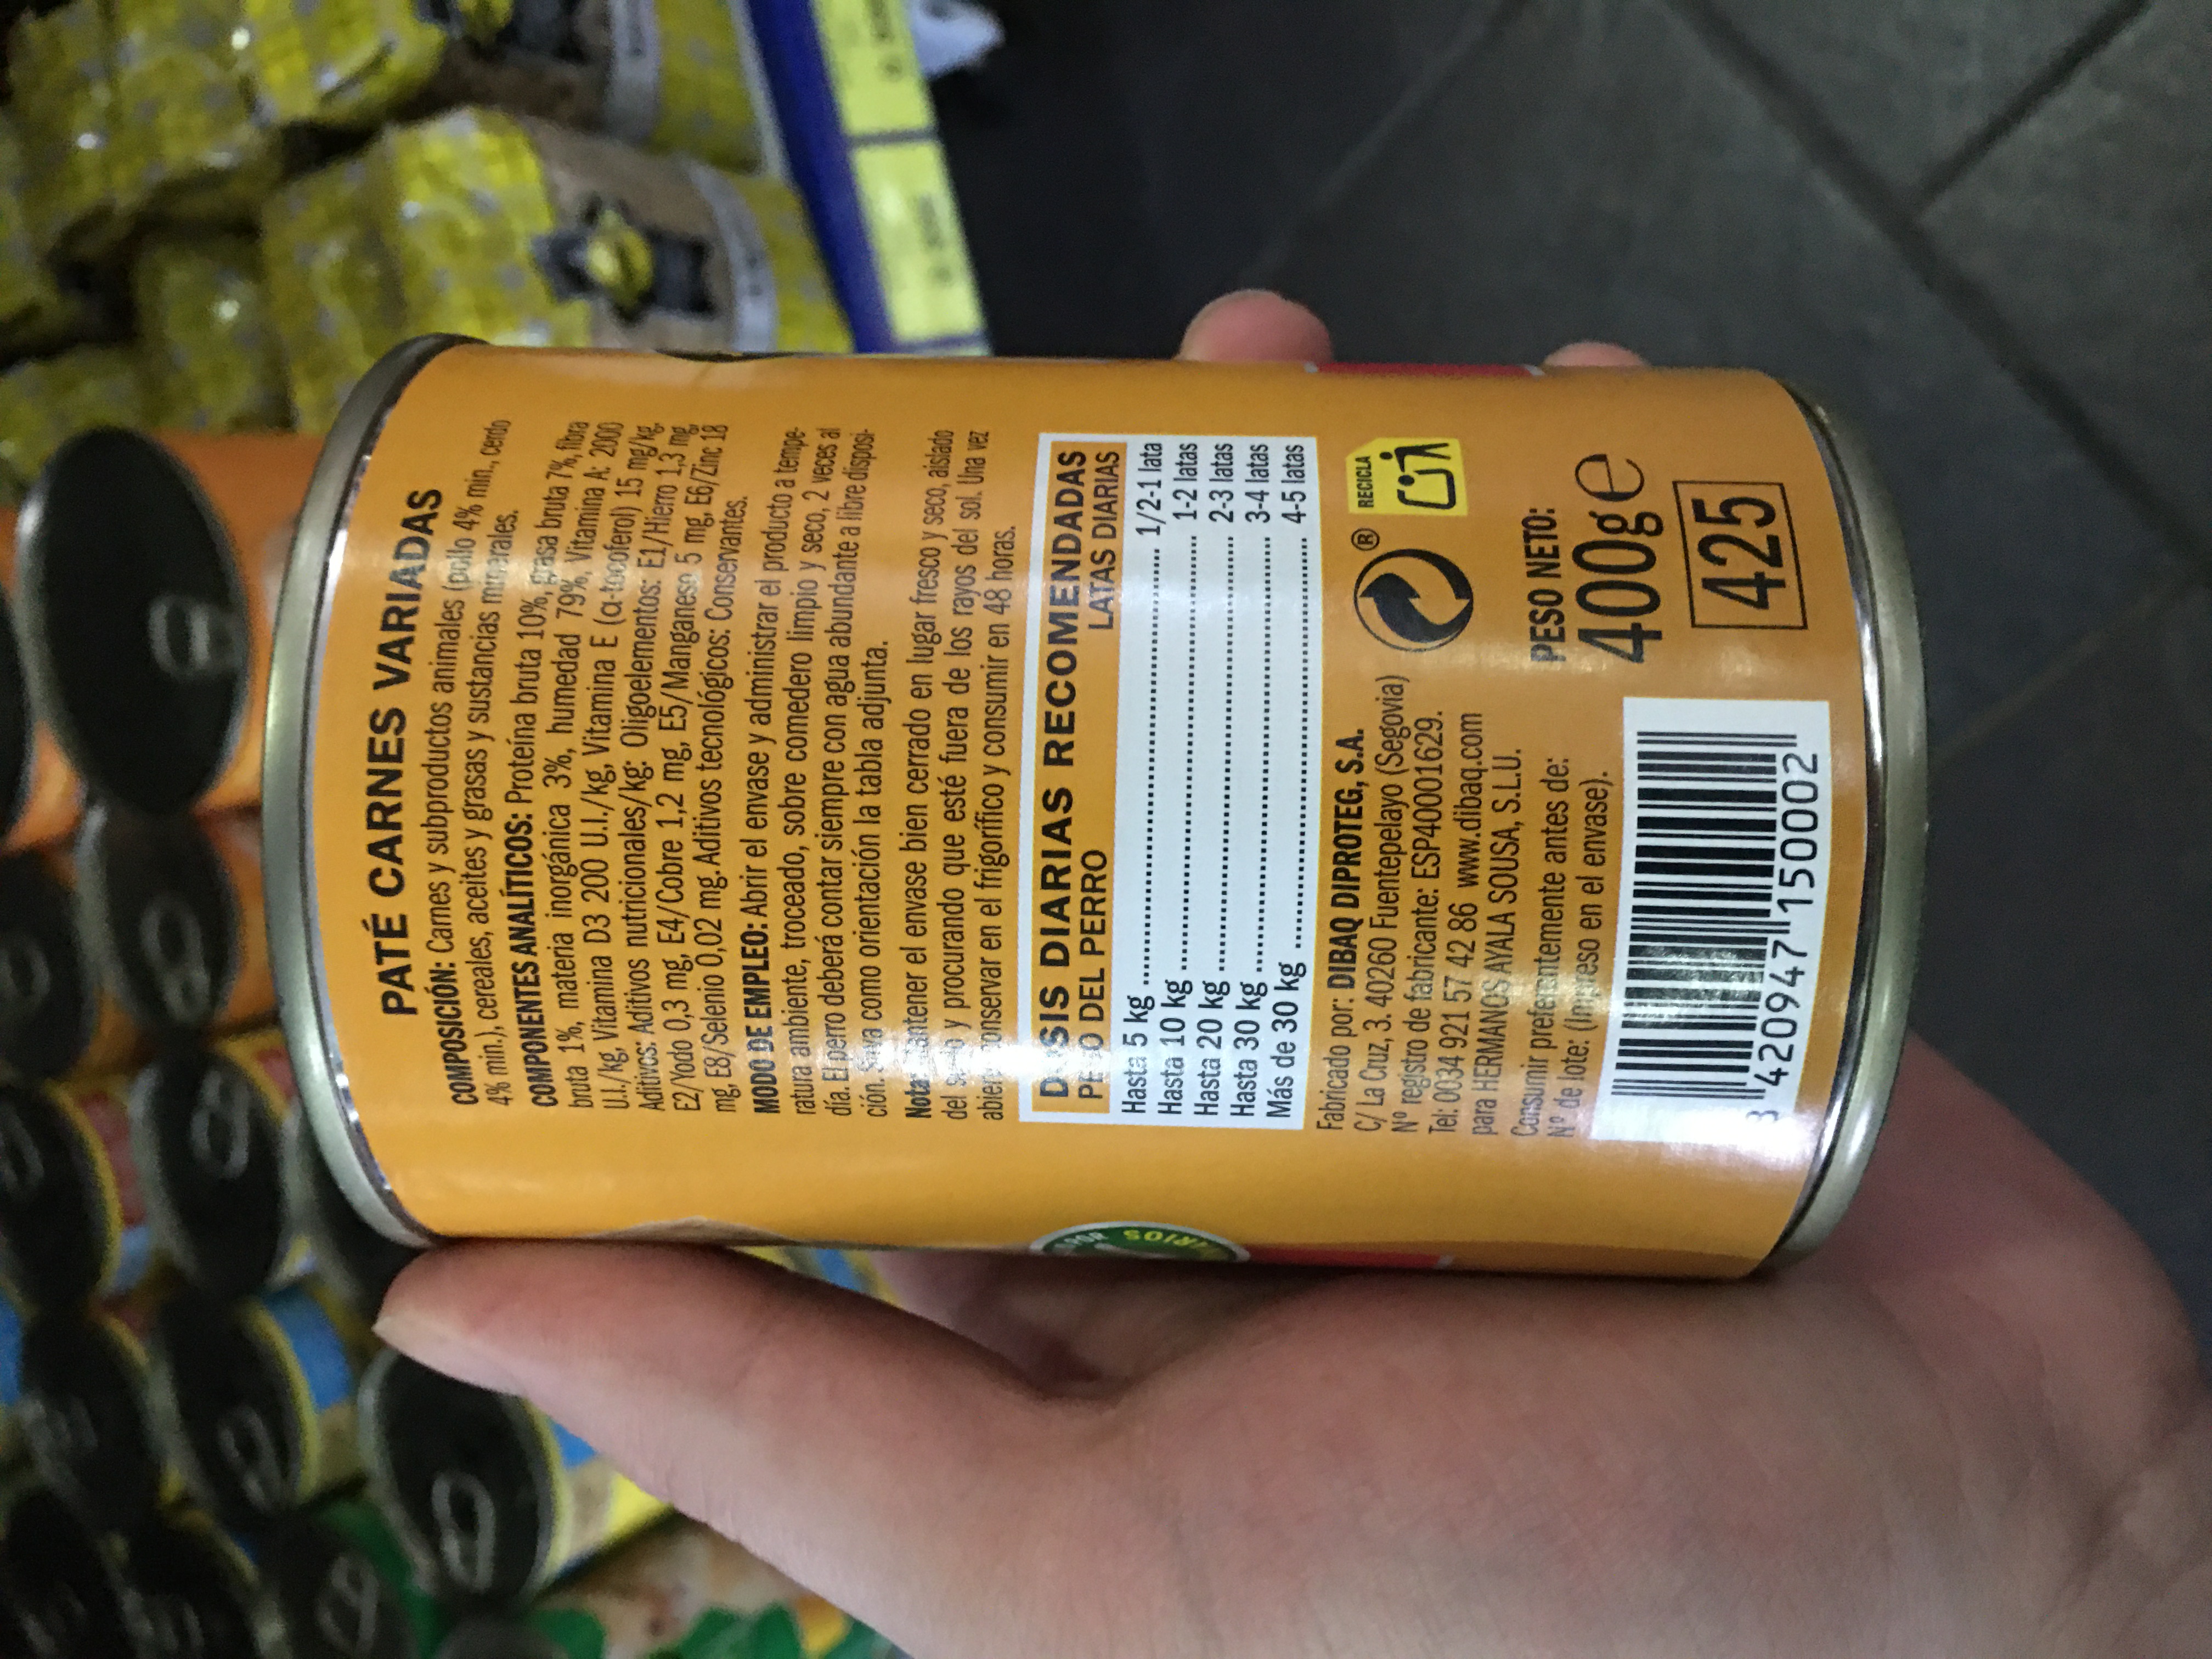 PATÉ CARNES VARIADAS
COMPOSICIÓN: Carnes y subproductos animales (pollo 4% min., cerdo
4% min.), cereales, aceites y grasas y sustancias minerales.
COMPONENTES ANALÍTICOS: Proteína bruta 10%, grasa bruta 7%, fibra
bruta 1%, materia inorgánica 3%, humedad 79%, Vitamina A: 2000
U.I./kg, Vitamina D3 200 U.I./kg, Vitamina E (α-tocoferol) 15 mg/kg.
Aditivos: Aditivos nutricionales/kg: Oligoelementos: E1/Hierro 1,3 mg,
E2/Yodo 0,3 mg, E4/Cobre 1,2 mg, E5/Manganeso 5 mg, E6/Zinc 18
mg, E8/Selenio 0,02 mg. Aditivos tecnológicos: Conservantes.
MODO DE EMPLEO: Abrir el envase y administrar el producto a tempe-
ratura ambiente, troceado, sobre comedero limpio y seco, 2 veces al
día. El perro deberá contar siempre con agua abundante a libre disposi-
ción. Sirva como orientación la tabla adjunta.
Nota: Mantener el envase bien cerrado en lugar fresco y seco, aislado
del suelo y procurando que esté fuera de los rayos del sol. Una vez
abierto conservar en el frigorífico y consumir en 48 horas.
DOSIS DIARIAS RECOMENDADAS
PESO DEL PERRO LATAS DIARIAS
Hasta 5 kg ........ 1/2-1 lata
Hasta 10 kg ........ 1-2 latas
Hasta 20 kg ........ 2-3 latas
Hasta 30 kg ........ 3-4 latas
Más de 30 kg ........ 4-5 latas
Fabricado por: DIBAQ DIPROTEG, S.A.
C/ La Cruz, 3. 40260 Fuentepelayo (Segovia)
Nº registro de fabricante: ESP40001629.
Tel: 0034 921 57 42 86 www.dibaq.com
para HERMANOS AYALA SOUSA, S.L.U.
Consumir preferentemente antes de:
Nº de lote: (Impreso en el envase).
®
RECICLA
PESO NETO:
400g e
425
8 420947 150002